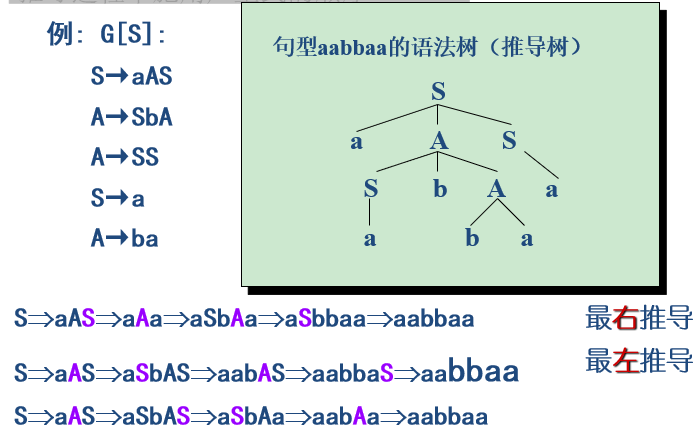 例: G[S]:
S→aAS
A→SbA
A→SS
S→a
A→ba
句型aabbaa的语法树（推导树）
S
a A S
S b A a
a b a
S⇒aAS⇒aAa⇒aSbAa⇒aSbbaa⇒aabbaa 最右推导
S⇒aAS⇒aSbAS⇒aabAS⇒aabbaS⇒aabbaa 最左推导
S⇒aAS⇒aSbAS⇒aSbAa⇒aabAa⇒aabbaa